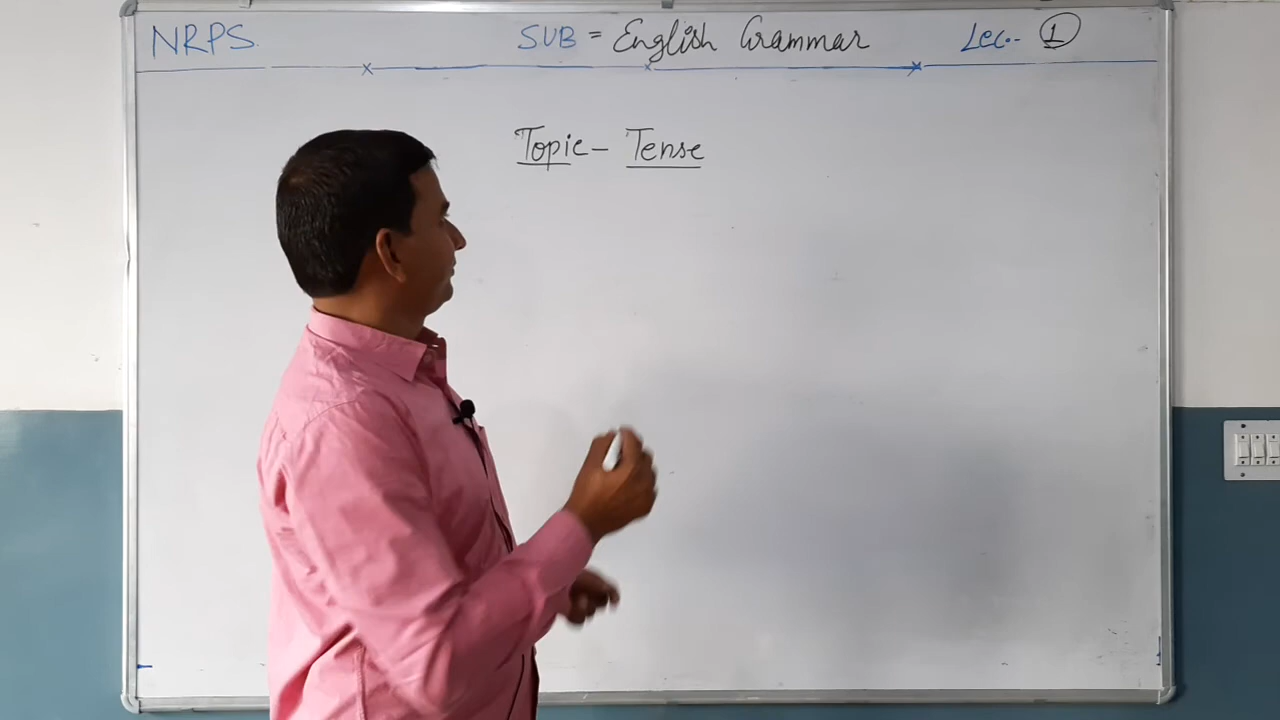 NRPS. SUB = English Grammar Lec.- 1
Topic - Tense